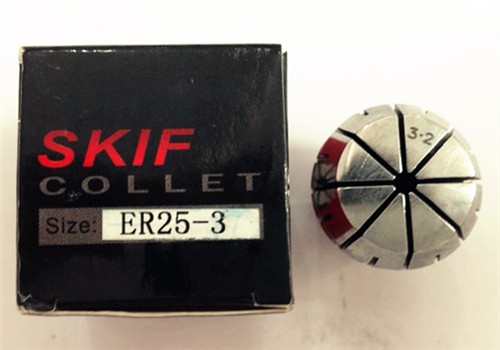 SKIF
COLLET
Size: ER25-3
3-2